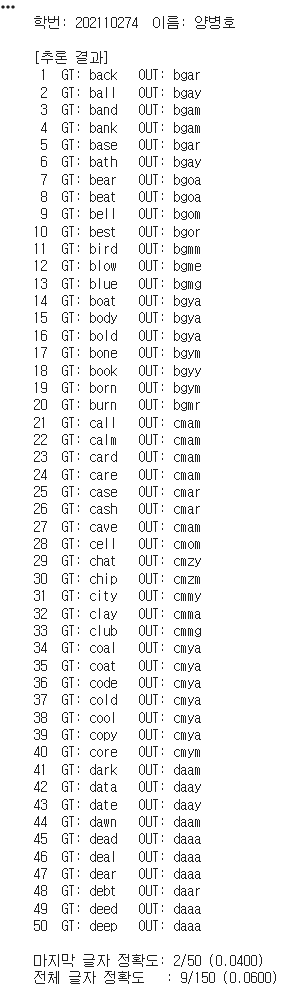 학번: 202110274 이름: 양병호
[추론 결과]
1 GT: back OUT: bgar
2 GT: ball OUT: bgay
3 GT: band OUT: bgam
4 GT: bank OUT: bgam
5 GT: base OUT: bgar
6 GT: bath OUT: bgay
7 GT: bear OUT: bgoa
8 GT: beat OUT: bgoa
9 GT: bell OUT: bgom
10 GT: best OUT: bgor
11 GT: bird OUT: bgmm
12 GT: blow OUT: bgme
13 GT: blue OUT: bgmg
14 GT: boat OUT: bgya
15 GT: body OUT: bgya
16 GT: bold OUT: bgya
17 GT: bone OUT: bgym
18 GT: book OUT: bgyy
19 GT: born OUT: bgym
20 GT: burn OUT: bgmr
21 GT: call OUT: cmam
22 GT: calm OUT: cmam
23 GT: card OUT: cmam
24 GT: care OUT: cmam
25 GT: case OUT: cmar
26 GT: cash OUT: cmar
27 GT: cave OUT: cmam
28 GT: cell OUT: cmom
29 GT: chat OUT: cmzy
30 GT: chip OUT: cmzm
31 GT: city OUT: cmmy
32 GT: clay OUT: cmma
33 GT: club OUT: cmmg
34 GT: coal OUT: cmya
35 GT: coat OUT: cmya
36 GT: code OUT: cmya
37 GT: cold OUT: cmya
38 GT: cool OUT: cmya
39 GT: copy OUT: cmya
40 GT: core OUT: cmym
41 GT: dark OUT: daam
42 GT: data OUT: daay
43 GT: date OUT: daay
44 GT: dawn OUT: daam
45 GT: dead OUT: daaa
46 GT: deal OUT: daaa
47 GT: dear OUT: daaa
48 GT: debt OUT: daar
49 GT: deed OUT: daaa
50 GT: deep OUT: daaa
마지막 글자 정확도: 2/50 (0.0400)
전체 글자 정확도 : 9/150 (0.0600)